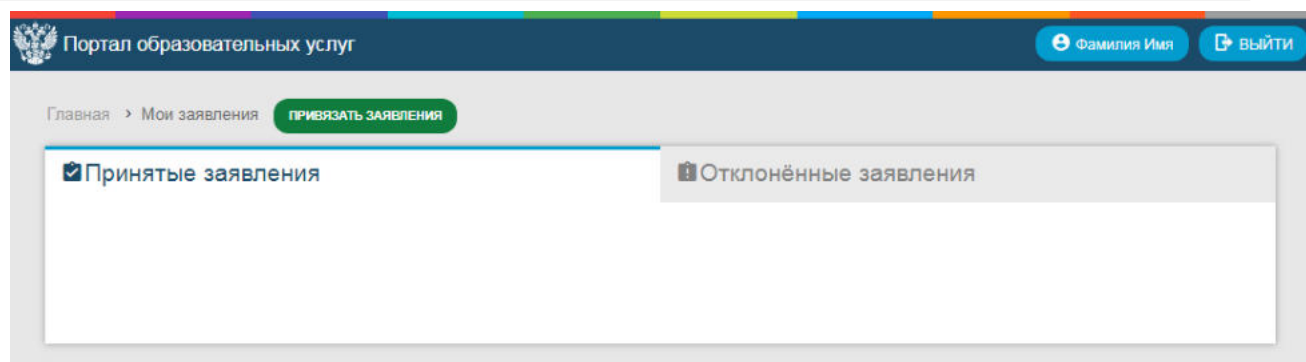 Портал образовательных услуг Фамилия Имя ВЫЙТИ
Главная > Мои заявления ПРИВЯЗАТЬ ЗАЯВЛЕНИЯ
Принятые заявления Отклонённые заявления